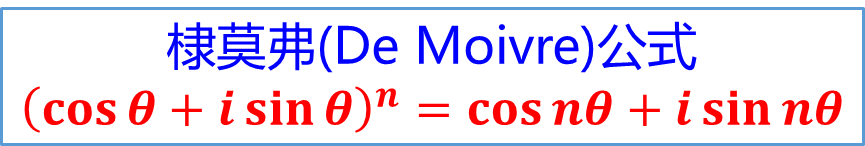 棣莫弗(De Moivre)公式
(cos θ + i sin θ)ⁿ = cos nθ + i sin nθ